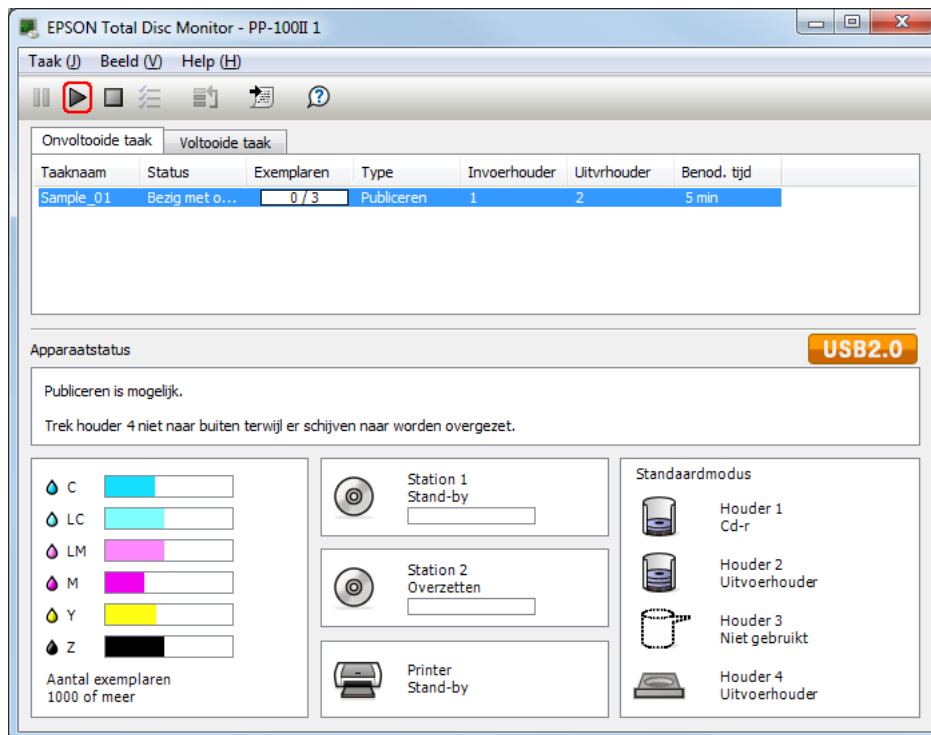 EPSON Total Disc Monitor - PP-100II 1
Taak (J) Beeld (V) Help (H)
Onvoltooide taak Voltooide taak
Taaknaam Status Exemplaren Type Invoerhouder Uitvrhouder Benod. tijd
Sample_01 Bezig met o... 0 / 3 Publiceren 1 2 5 min
Apparaatstatus USB2.0
Publiceren is mogelijk.
Trek houder 4 niet naar buiten terwijl er schijven naar worden overgezet.
C
LC
LM
M
Y
Z
Aantal exemplaren
1000 of meer
Station 1
Stand-by
Station 2
Overzetten
Printer
Stand-by
Standaardmodus
Houder 1
Cd-r
Houder 2
Uitvoerhouder
Houder 3
Niet gebruikt
Houder 4
Uitvoerhouder